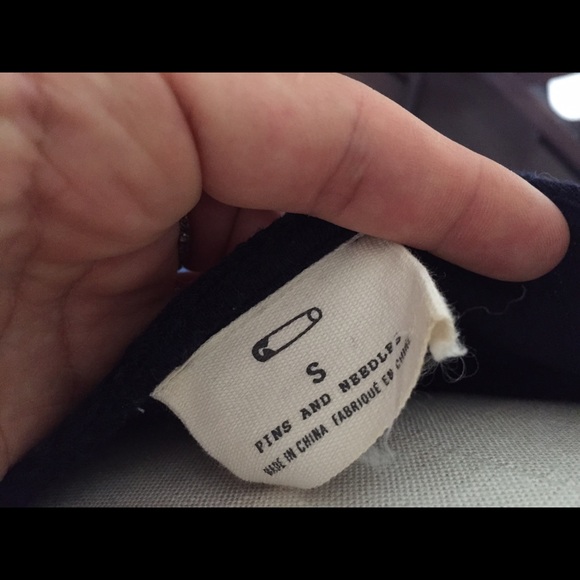 S
PINS AND NEEDLES
MADE IN CHINA FABRIQUÉ EN CHINE